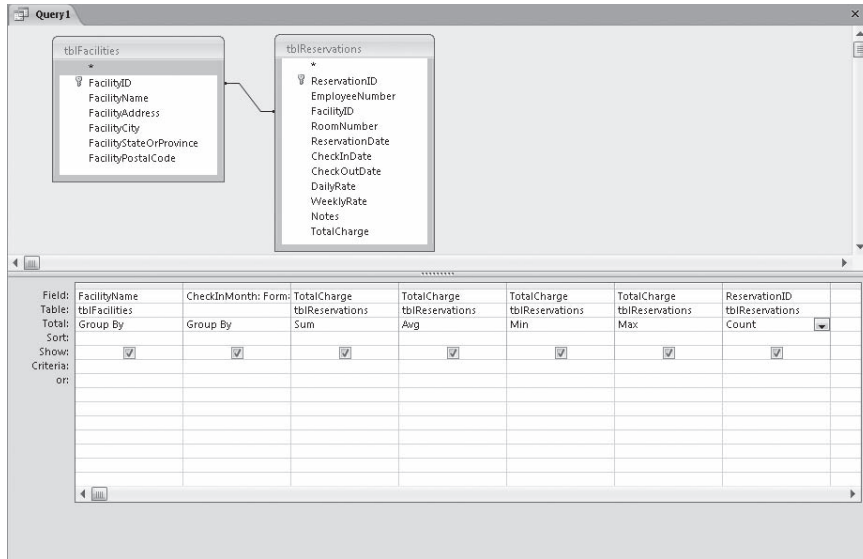 Query1
tblFacilities
*
FacilityID
FacilityName
FacilityAddress
FacilityCity
FacilityStateOrProvince
FacilityPostalCode
tblReservations
*
ReservationID
EmployeeNumber
FacilityID
RoomNumber
ReservationDate
CheckInDate
CheckOutDate
DailyRate
WeeklyRate
Notes
TotalCharge
Field: FacilityName CheckInMonth: Form: TotalCharge TotalCharge TotalCharge TotalCharge ReservationID
Table: tblFacilities tblReservations tblReservations tblReservations tblReservations tblReservations
Total: Group By Group By Sum Avg Min Max Count
Sort:
Show:
Criteria:
or: